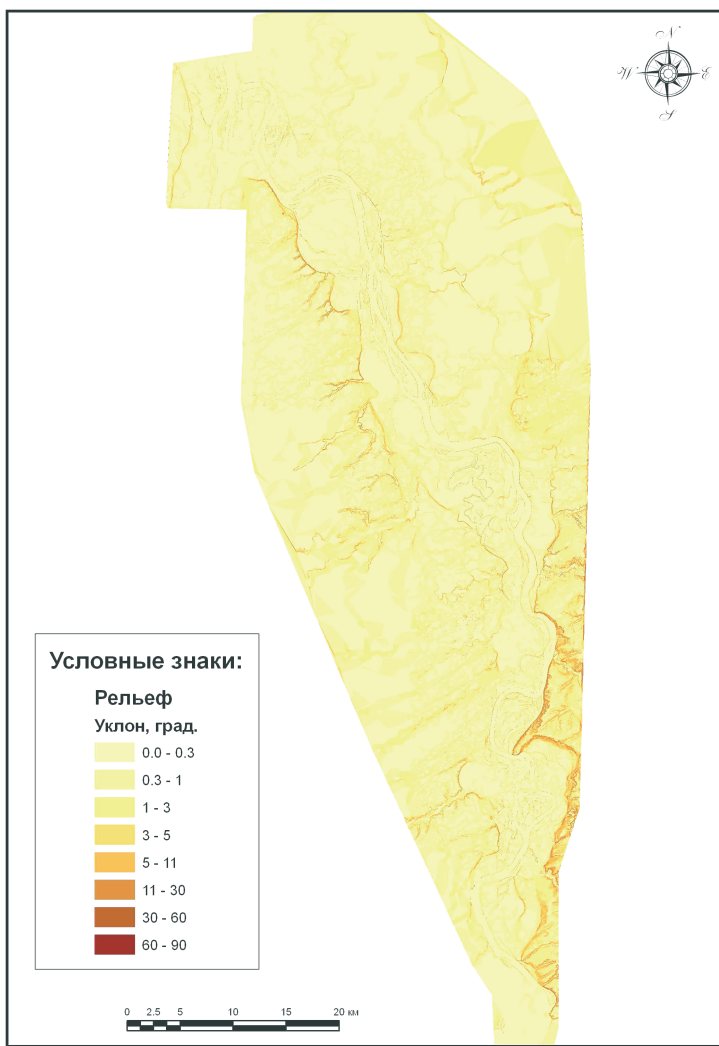 N
W E
S
Условные знаки:
Рельеф
Уклон, град.
0.0 - 0.3
0.3 - 1
1 - 3
3 - 5
5 - 11
11 - 30
30 - 60
60 - 90
0 2.5 5 10 15 20 км